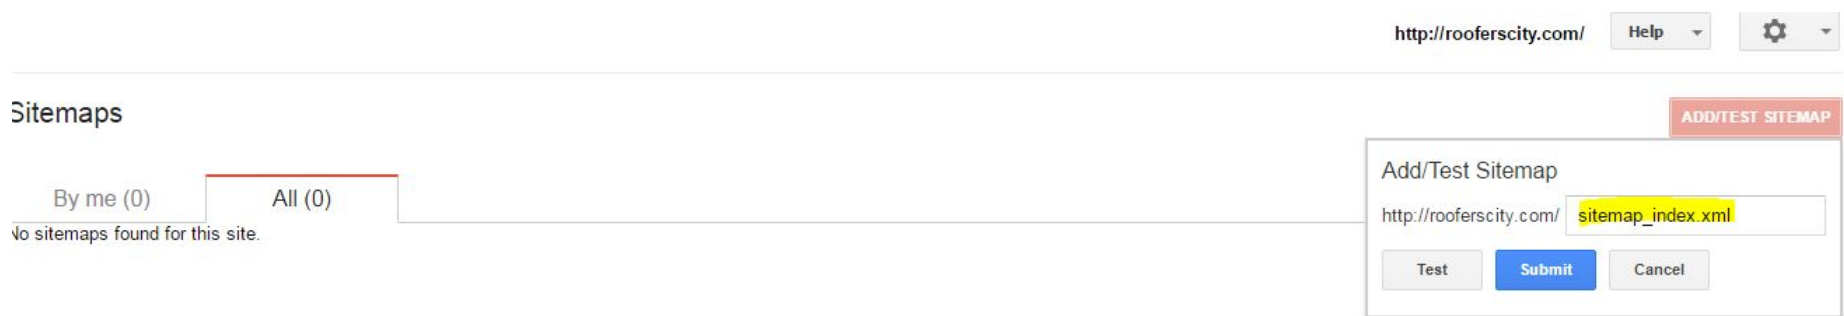 http://rooferscity.com/ Help
Sitemaps
ADD/TEST SITEMAP
By me (0) All (0)
No sitemaps found for this site.
Add/Test Sitemap
http://rooferscity.com/ sitemap_index.xml
Test Submit Cancel